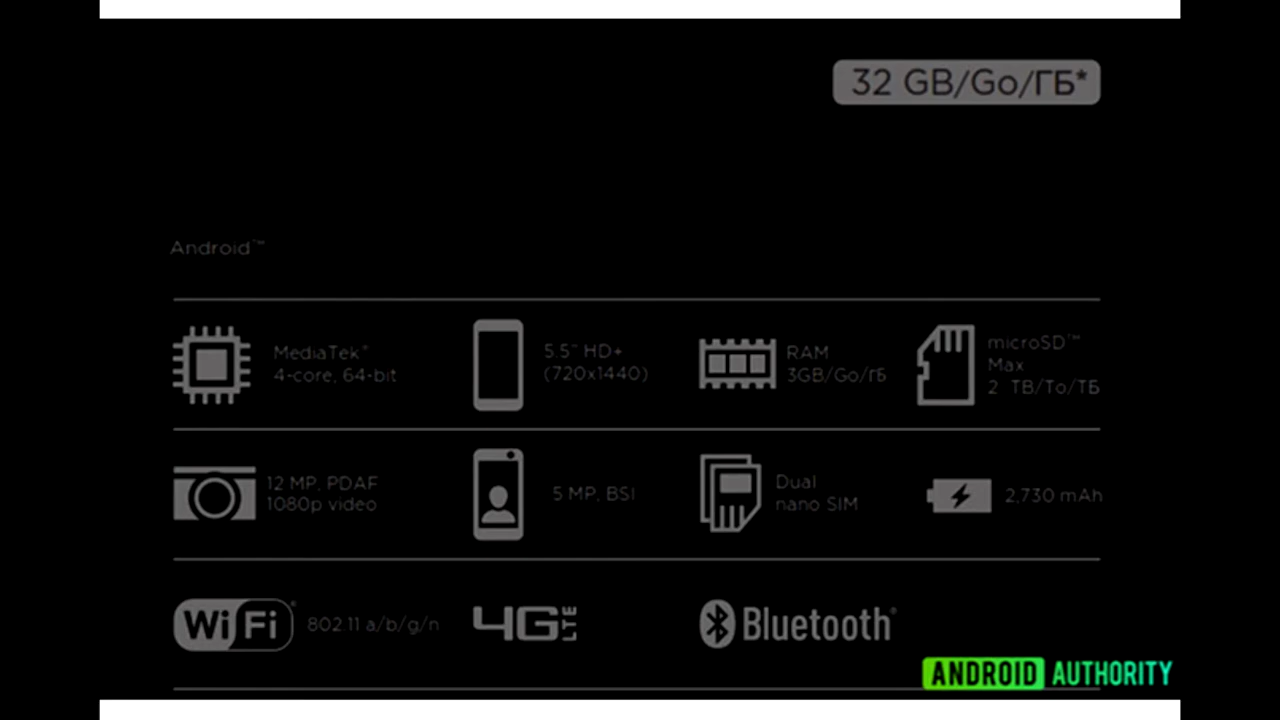 32 GB/Go/ГБ*
Android™
MediaTek®
4-core, 64-bit
5.5" HD+
(720x1440)
RAM
3GB/Go/ГБ
microSD™
Max
2 TB/To/ТБ
12 MP, PDAF
1080p video
5 MP, BSI
Dual
nano SIM
2,730 mAh
WiFi® 802.11 a/b/g/n
4G LTE
Bluetooth®
ANDROID AUTHORITY